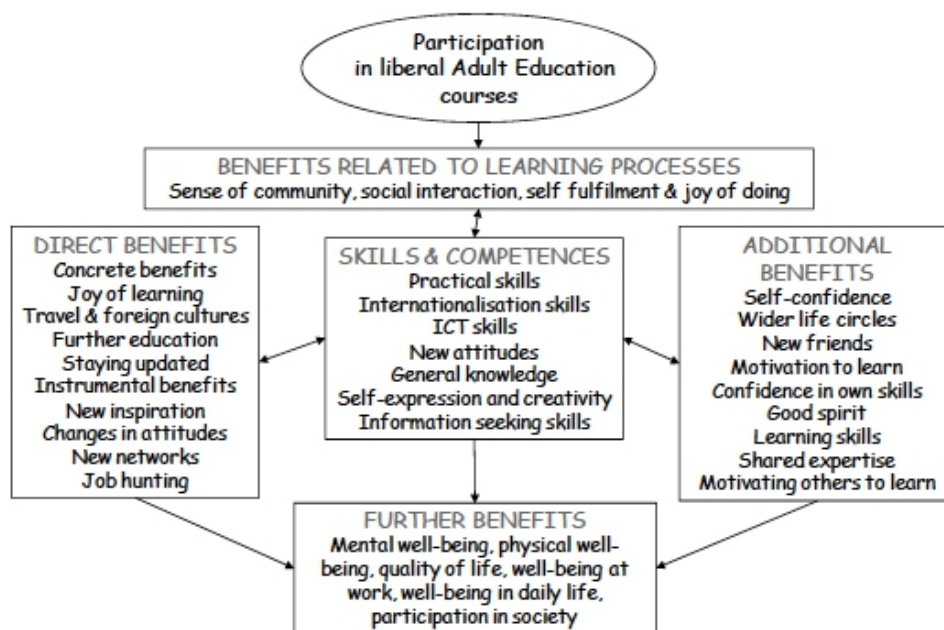 Participation
in liberal Adult Education
courses
BENEFITS RELATED TO LEARNING PROCESSES
Sense of community, social interaction, self fulfilment & joy of doing
DIRECT BENEFITS
Concrete benefits
Joy of learning
Travel & foreign cultures
Further education
Staying updated
Instrumental benefits
New inspiration
Changes in attitudes
New networks
Job hunting
SKILLS & COMPETENCES
Practical skills
Internationalisation skills
ICT skills
New attitudes
General knowledge
Self-expression and creativity
Information seeking skills
ADDITIONAL
BENEFITS
Self-confidence
Wider life circles
New friends
Motivation to learn
Confidence in own skills
Good spirit
Learning skills
Shared expertise
Motivating others to learn
FURTHER BENEFITS
Mental well-being, physical well-
being, quality of life, well-being at
work, well-being in daily life,
participation in society